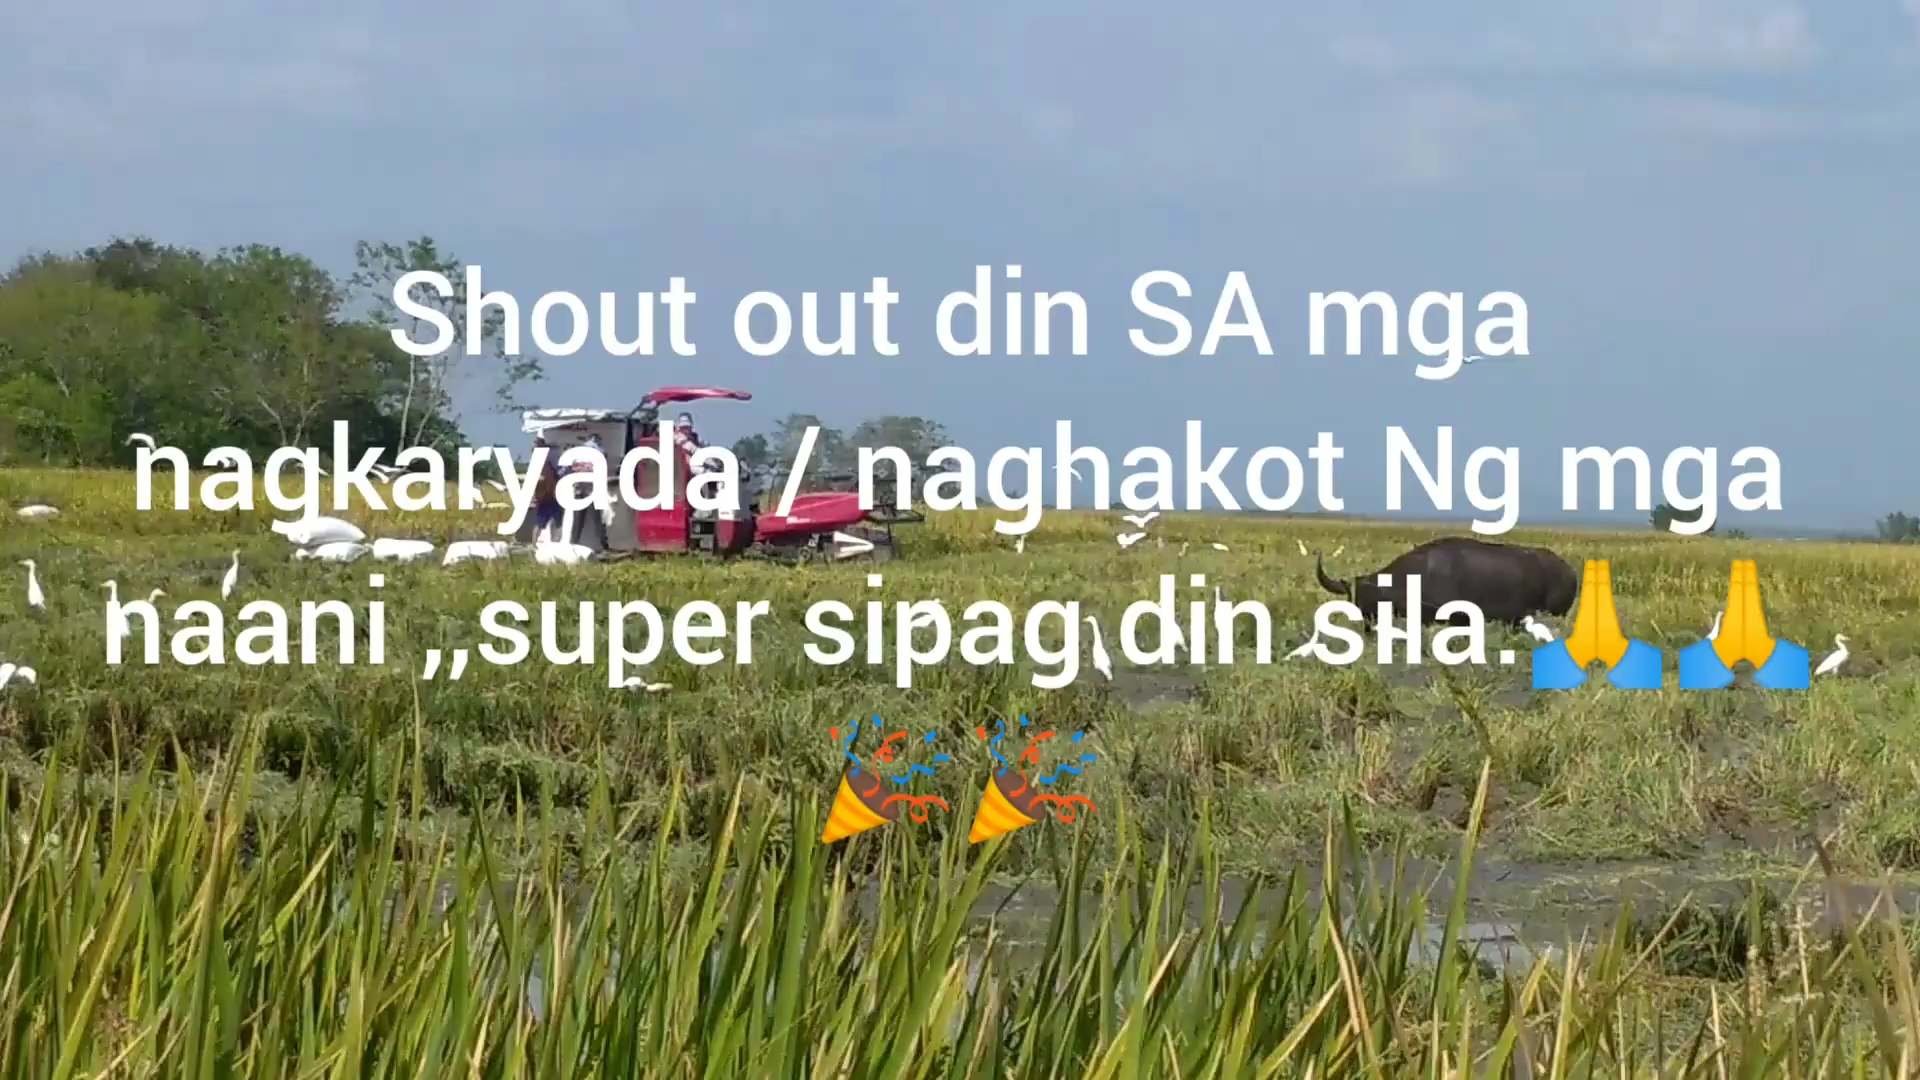 Shout out din SA mga
nagkaryada / naghakot Ng mga
naani ,,super sipag din sila.🙏🙏
🎉🎉